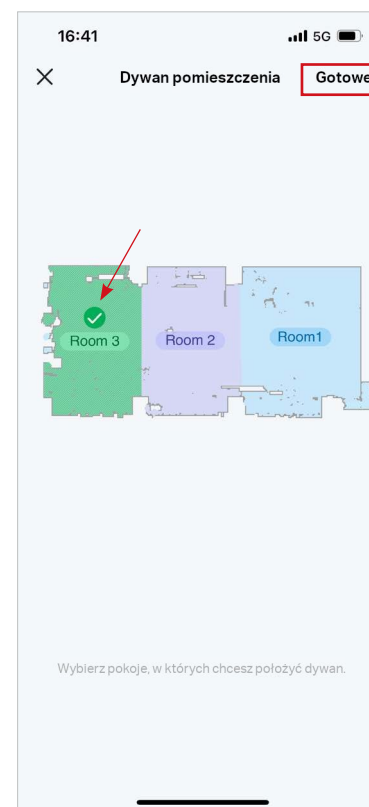 16:41 5G
Dywan pomieszczenia Gotowe
Room 3 Room 2 Room1
Wybierz pokoje, w których chcesz położyć dywan.